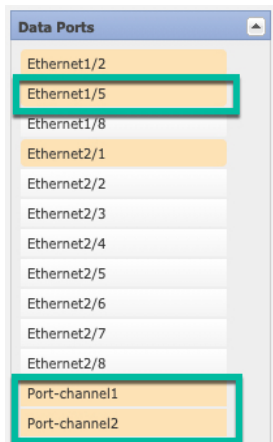 Data Ports
Ethernet1/2
Ethernet1/5
Ethernet1/8
Ethernet2/1
Ethernet2/2
Ethernet2/3
Ethernet2/4
Ethernet2/5
Ethernet2/6
Ethernet2/7
Ethernet2/8
Port-channel1
Port-channel2